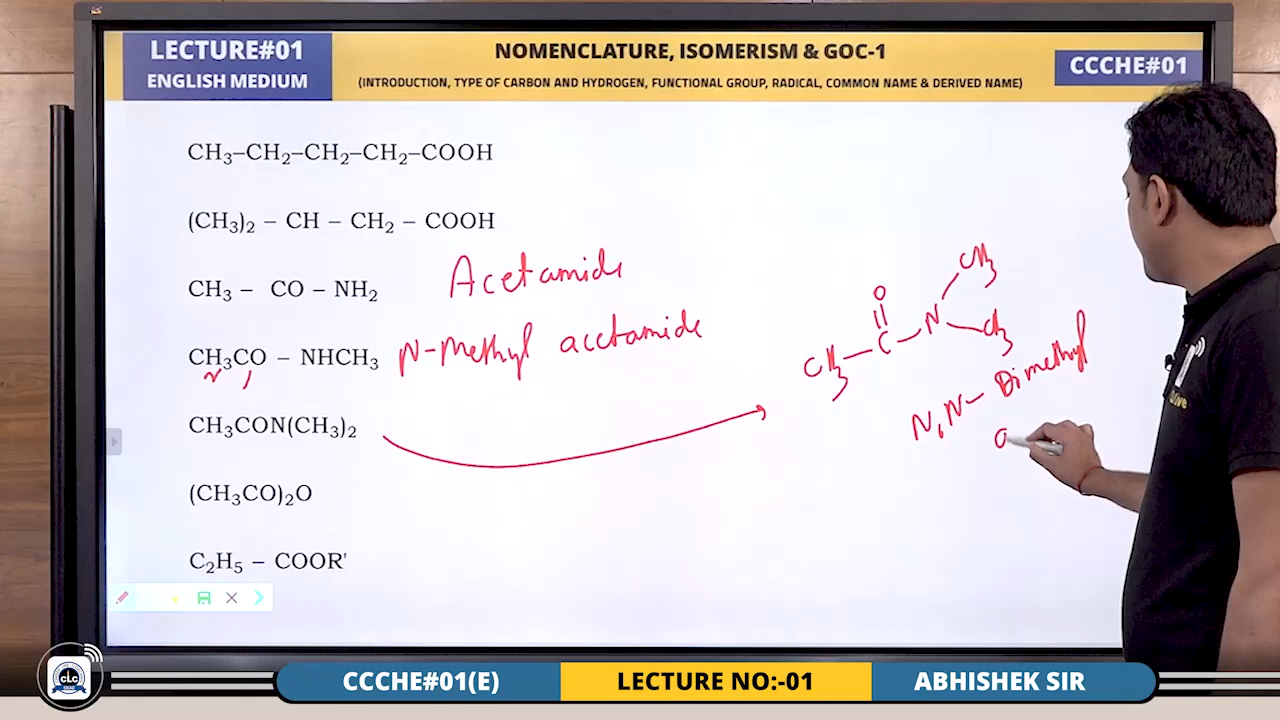 LECTURE#01
ENGLISH MEDIUM
NOMENCLATURE, ISOMERISM & GOC-1
(INTRODUCTION, TYPE OF CARBON AND HYDROGEN, FUNCTIONAL GROUP, RADICAL, COMMON NAME & DERIVED NAME)
CCCHE#01
CH₃–CH₂–CH₂–CH₂–COOH
(CH₃)₂ – CH – CH₂ – COOH
CH₃ – CO – NH₂ Acetamide
CH₃CO – NHCH₃ N-Methyl acetamide
CH₃CON(CH₃)₂
(CH₃CO)₂O
C₂H₅ – COOR'
O
CH₃
CH₃ – C – N
CH₃
N,N- Dimethyl
a
CLC
CCCHE#01(E)
LECTURE NO:-01
ABHISHEK SIR